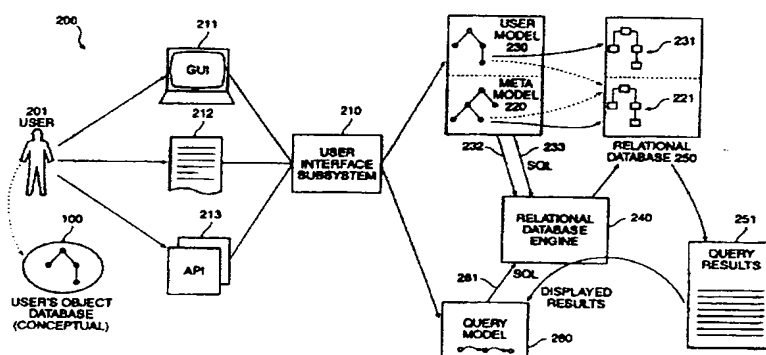 200
211
GUI
201
USER
212
213
API
100
USER'S OBJECT
DATABASE
(CONCEPTUAL)
210
USER
INTERFACE
SUBSYSTEM
USER
MODEL
230
META
MODEL
220
231
221
RELATIONAL
DATABASE 250
232
233
SQL
RELATIONAL
DATABASE
ENGINE
240
251
QUERY
RESULTS
261
SQL
DISPLAYED
RESULTS
QUERY
MODEL
260